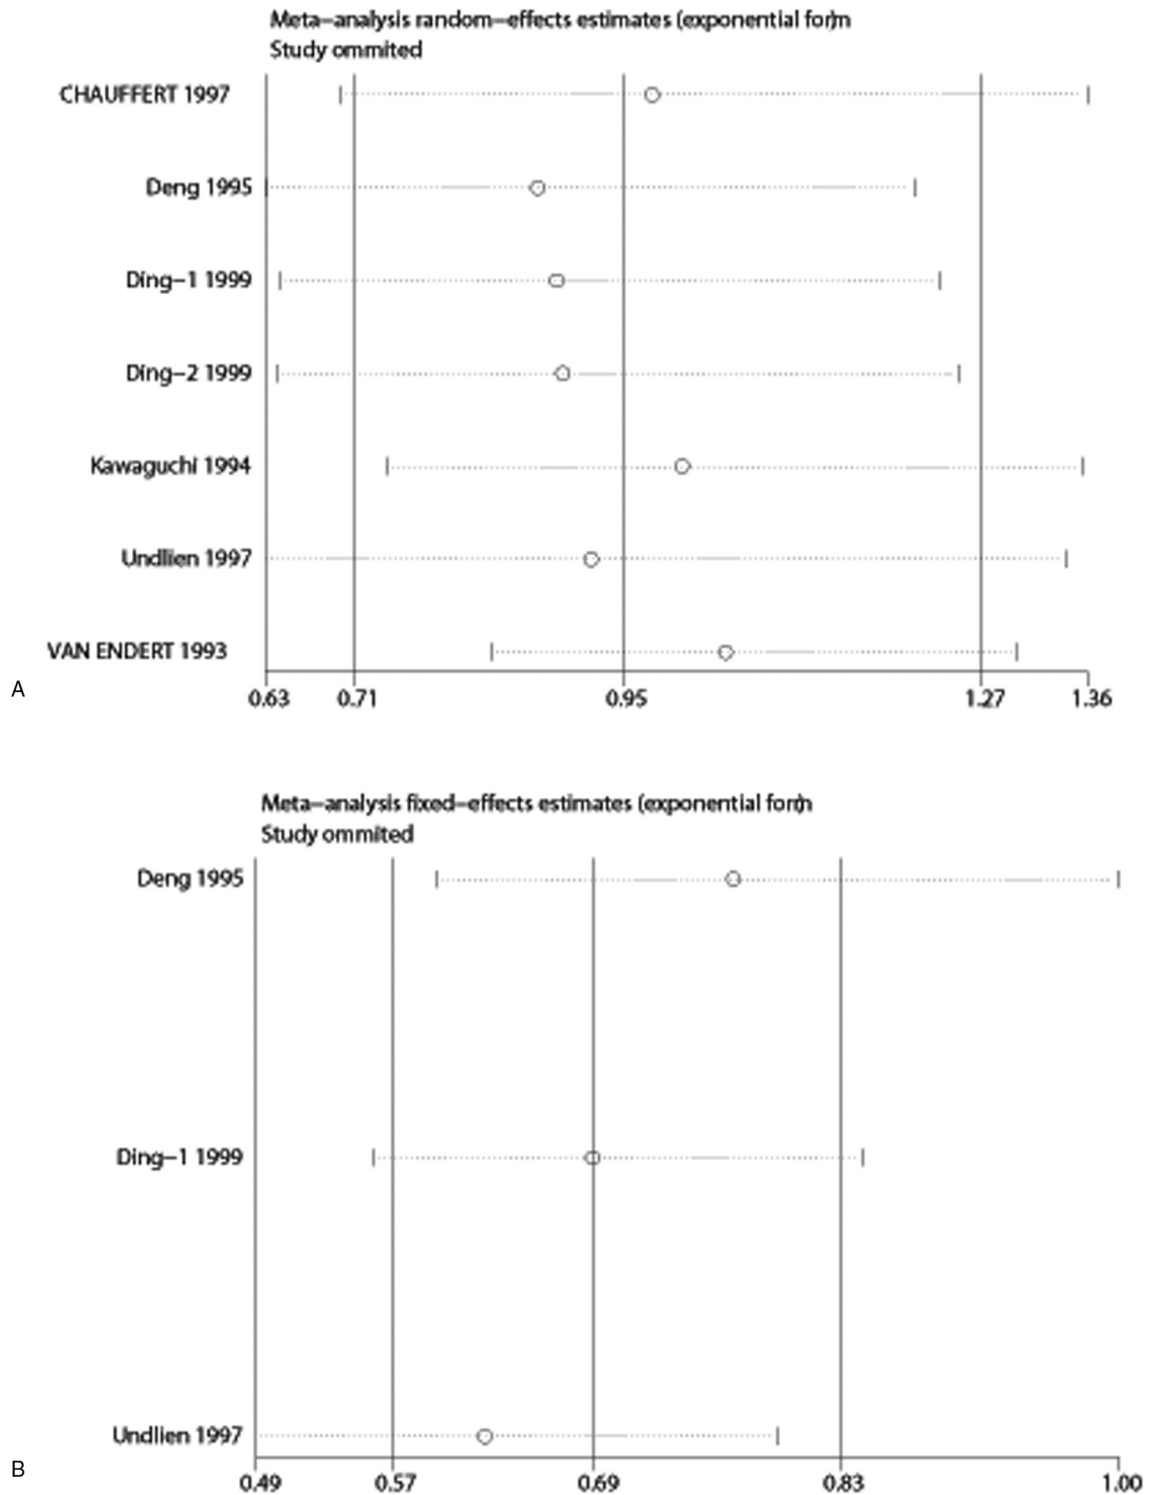 Meta−analysis random−effects estimates (exponential form)
Study ommited
CHAUFFERT 1997
Deng 1995
Ding−1 1999
Ding−2 1999
Kawaguchi 1994
Undlien 1997
VAN ENDERT 1993
A
0.63 0.71 0.95 1.27 1.36
Meta−analysis fixed−effects estimates (exponential form)
Study ommited
Deng 1995
Ding−1 1999
Undlien 1997
B
0.49 0.57 0.69 0.83 1.00